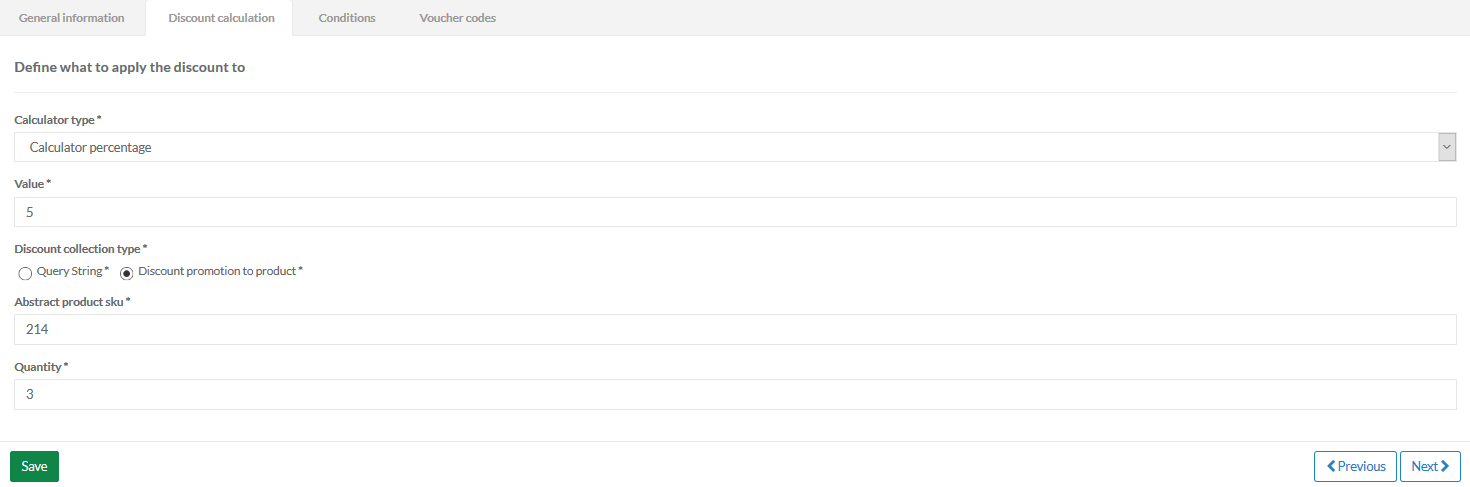 General information Discount calculation Conditions Voucher codes
Define what to apply the discount to
Calculator type *
Calculator percentage
Value *
5
Discount collection type *
Query String * Discount promotion to product *
Abstract product sku *
214
Quantity *
3
Save Previous Next